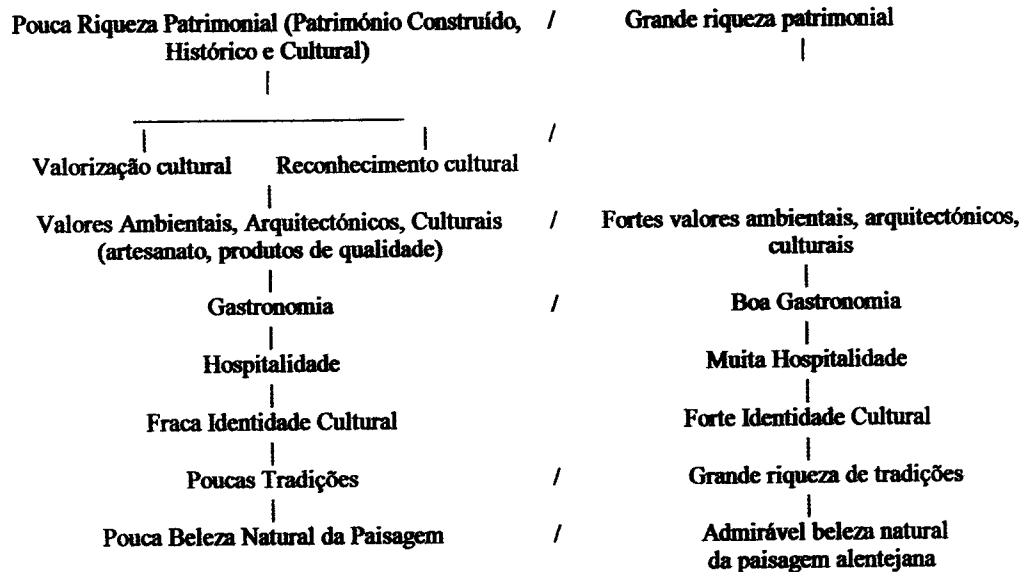 Pouca Riqueza Patrimonial (Património Construído, / Grande riqueza patrimonial
Histórico e Cultural)
/
Valorização cultural Reconhecimento cultural
Valores Ambientais, Arquitectónicos, Culturais / Fortes valores ambientais, arquitectónicos,
(artesanato, produtos de qualidade) culturais
Gastronomia / Boa Gastronomia
Hospitalidade Muita Hospitalidade
Fraca Identidade Cultural Forte Identidade Cultural
Poucas Tradições / Grande riqueza de tradições
Pouca Beleza Natural da Paisagem / Admirável beleza natural
da paisagem alentejana